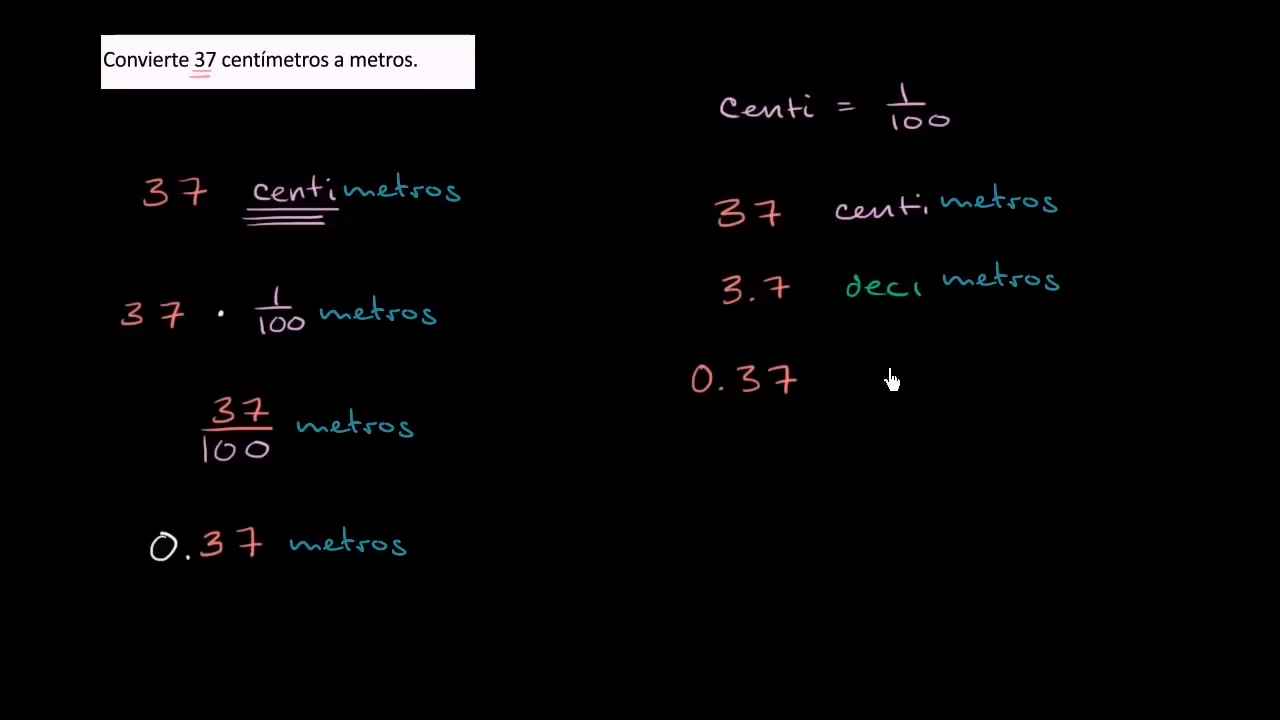 Convierte 37 centímetros a metros.
37 centimetros
37 · 1/100 metros
37/100 metros
0.37 metros
centi = 1/100
37 centimetros
3.7 decimetros
0.37